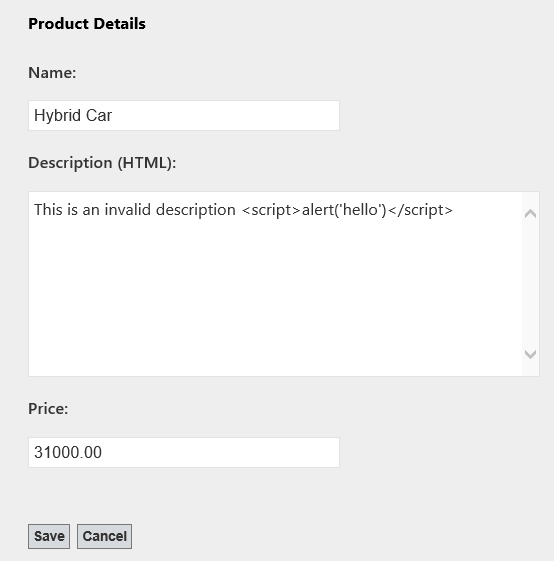 Product Details
Name:
Hybrid Car
Description (HTML):
This is an invalid description <script>alert('hello')</script>
Price:
31000.00
Save Cancel